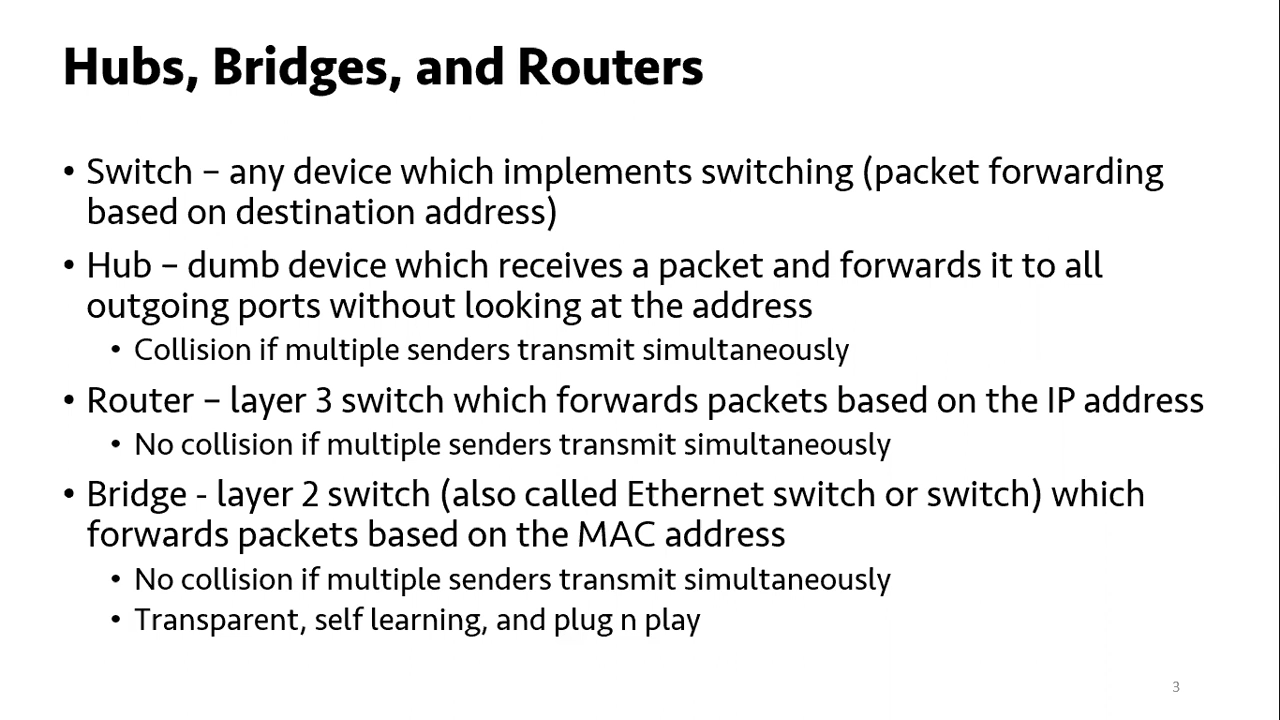 Hubs, Bridges, and Routers
• Switch – any device which implements switching (packet forwarding
based on destination address)
• Hub – dumb device which receives a packet and forwards it to all
outgoing ports without looking at the address
• Collision if multiple senders transmit simultaneously
• Router – layer 3 switch which forwards packets based on the IP address
• No collision if multiple senders transmit simultaneously
• Bridge - layer 2 switch (also called Ethernet switch or switch) which
forwards packets based on the MAC address
• No collision if multiple senders transmit simultaneously
• Transparent, self learning, and plug n play
3